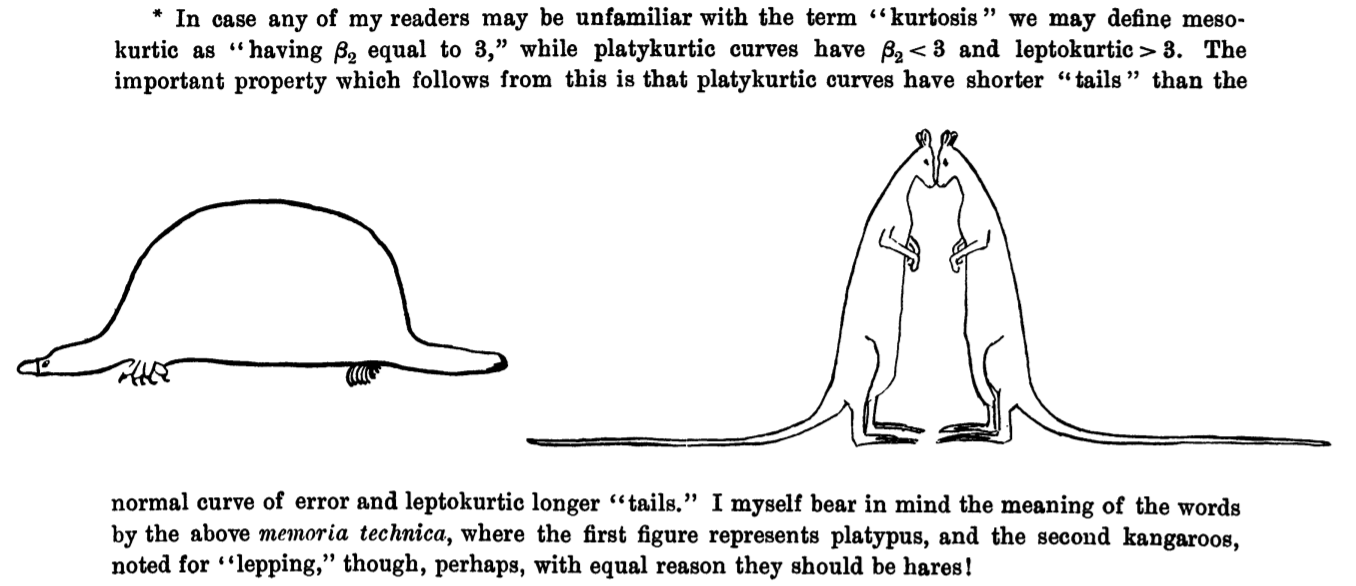 * In case any of my readers may be unfamiliar with the term “kurtosis” we may define meso-
kurtic as “having β₂ equal to 3,” while platykurtic curves have β₂ < 3 and leptokurtic > 3. The
important property which follows from this is that platykurtic curves have shorter “tails” than the
normal curve of error and leptokurtic longer “tails.” I myself bear in mind the meaning of the words
by the above memoria technica, where the first figure represents platypus, and the second kangaroos,
noted for “lepping,” though, perhaps, with equal reason they should be hares!